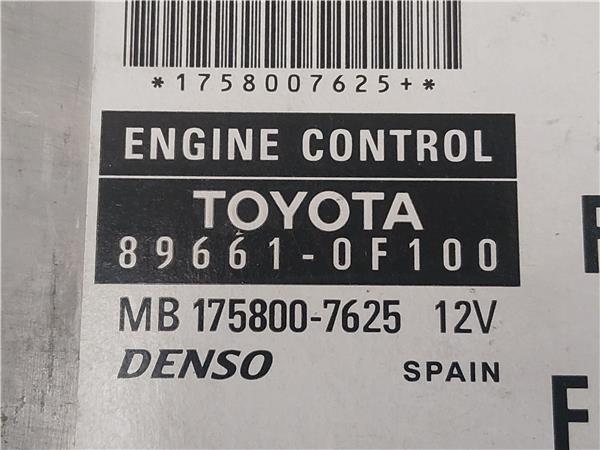 *1758007625+*
ENGINE CONTROL
TOYOTA
89661-0F100
MB 175800-7625 12V
DENSO SPAIN